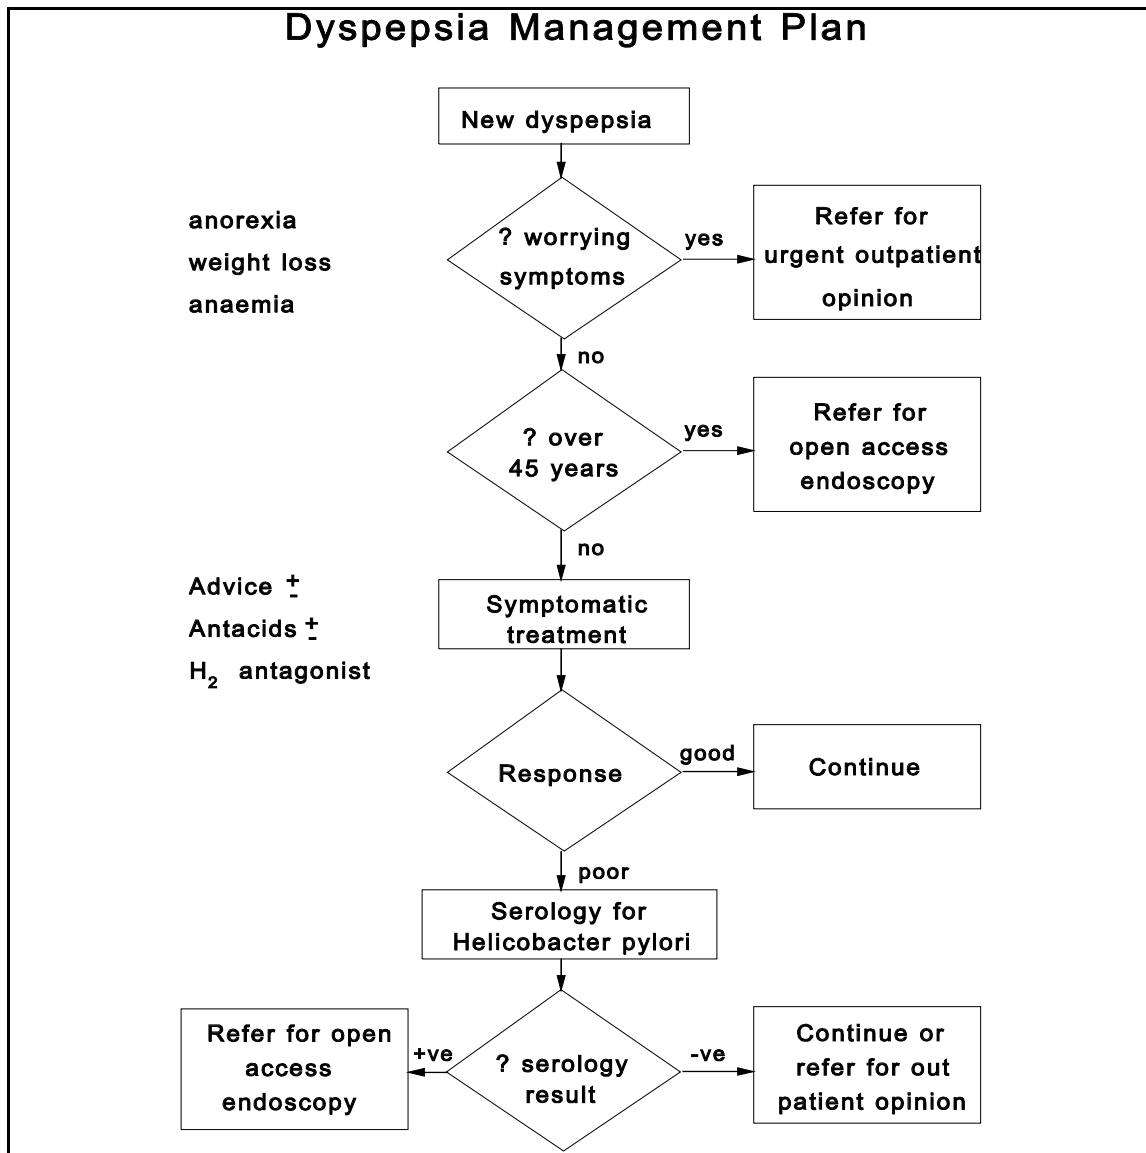 Dyspepsia Management Plan
New dyspepsia
anorexia
weight loss
anaemia
? worrying
symptoms
yes
Refer for
urgent outpatient
opinion
no
? over
45 years
yes
Refer for
open access
endoscopy
no
Advice ±
Antacids ±
H₂ antagonist
Symptomatic
treatment
Response
good
Continue
poor
Serology for
Helicobacter pylori
? serology
result
+ve
Refer for open
access
endoscopy
-ve
Continue or
refer for out
patient opinion